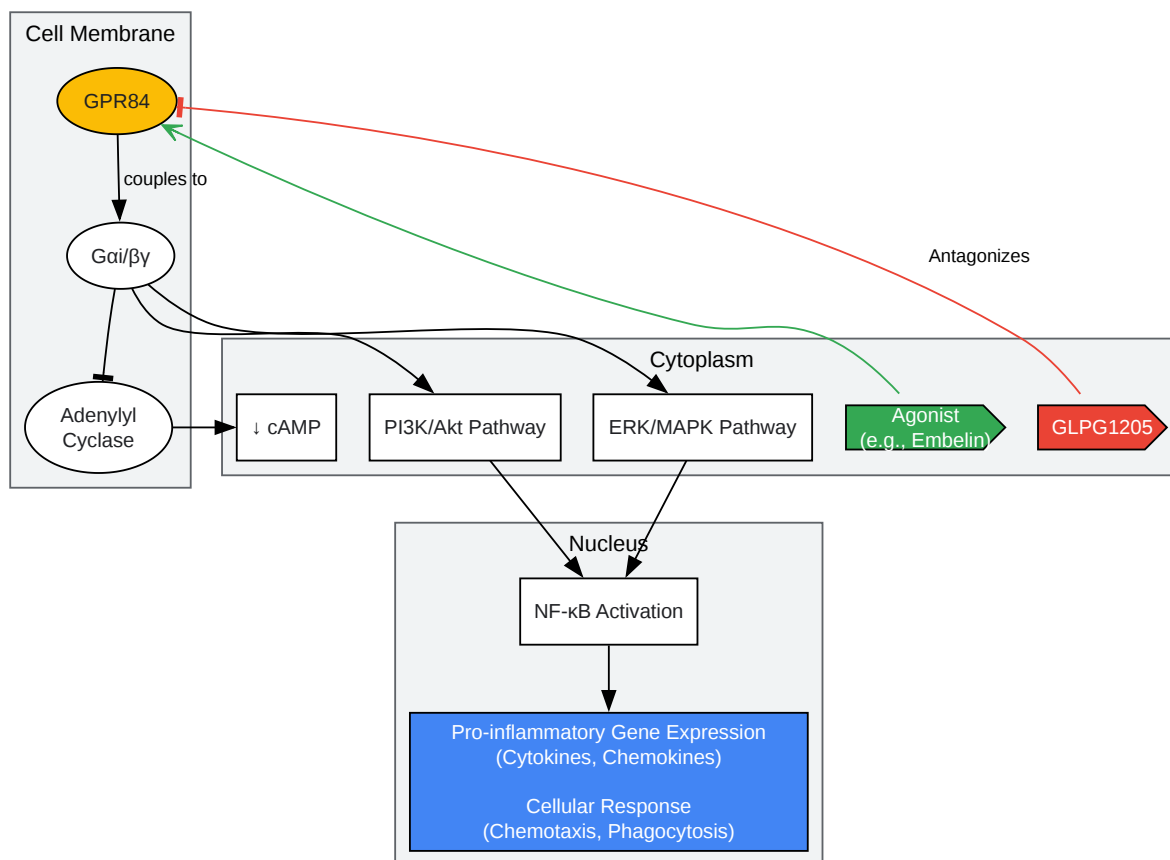 Cell Membrane
GPR84
couples to
Gαi/βγ
Antagonizes
Adenylyl
Cyclase
Cytoplasm
↓ cAMP
PI3K/Akt Pathway
ERK/MAPK Pathway
Agonist
(e.g., Embelin)
GLPG1205
Nucleus
NF-κB Activation
Pro-inflammatory Gene Expression
(Cytokines, Chemokines)
Cellular Response
(Chemotaxis, Phagocytosis)